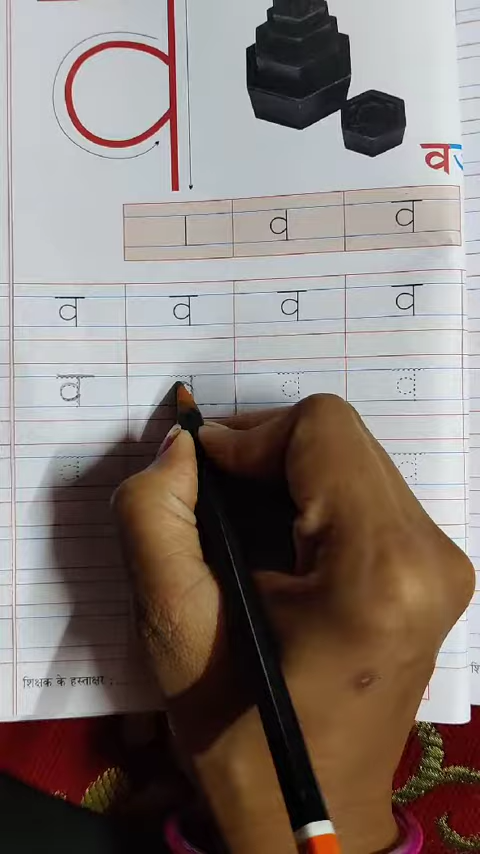 व
व
व व
व व व व
व व व व
व व
शिक्षक के हस्ताक्षर : ......